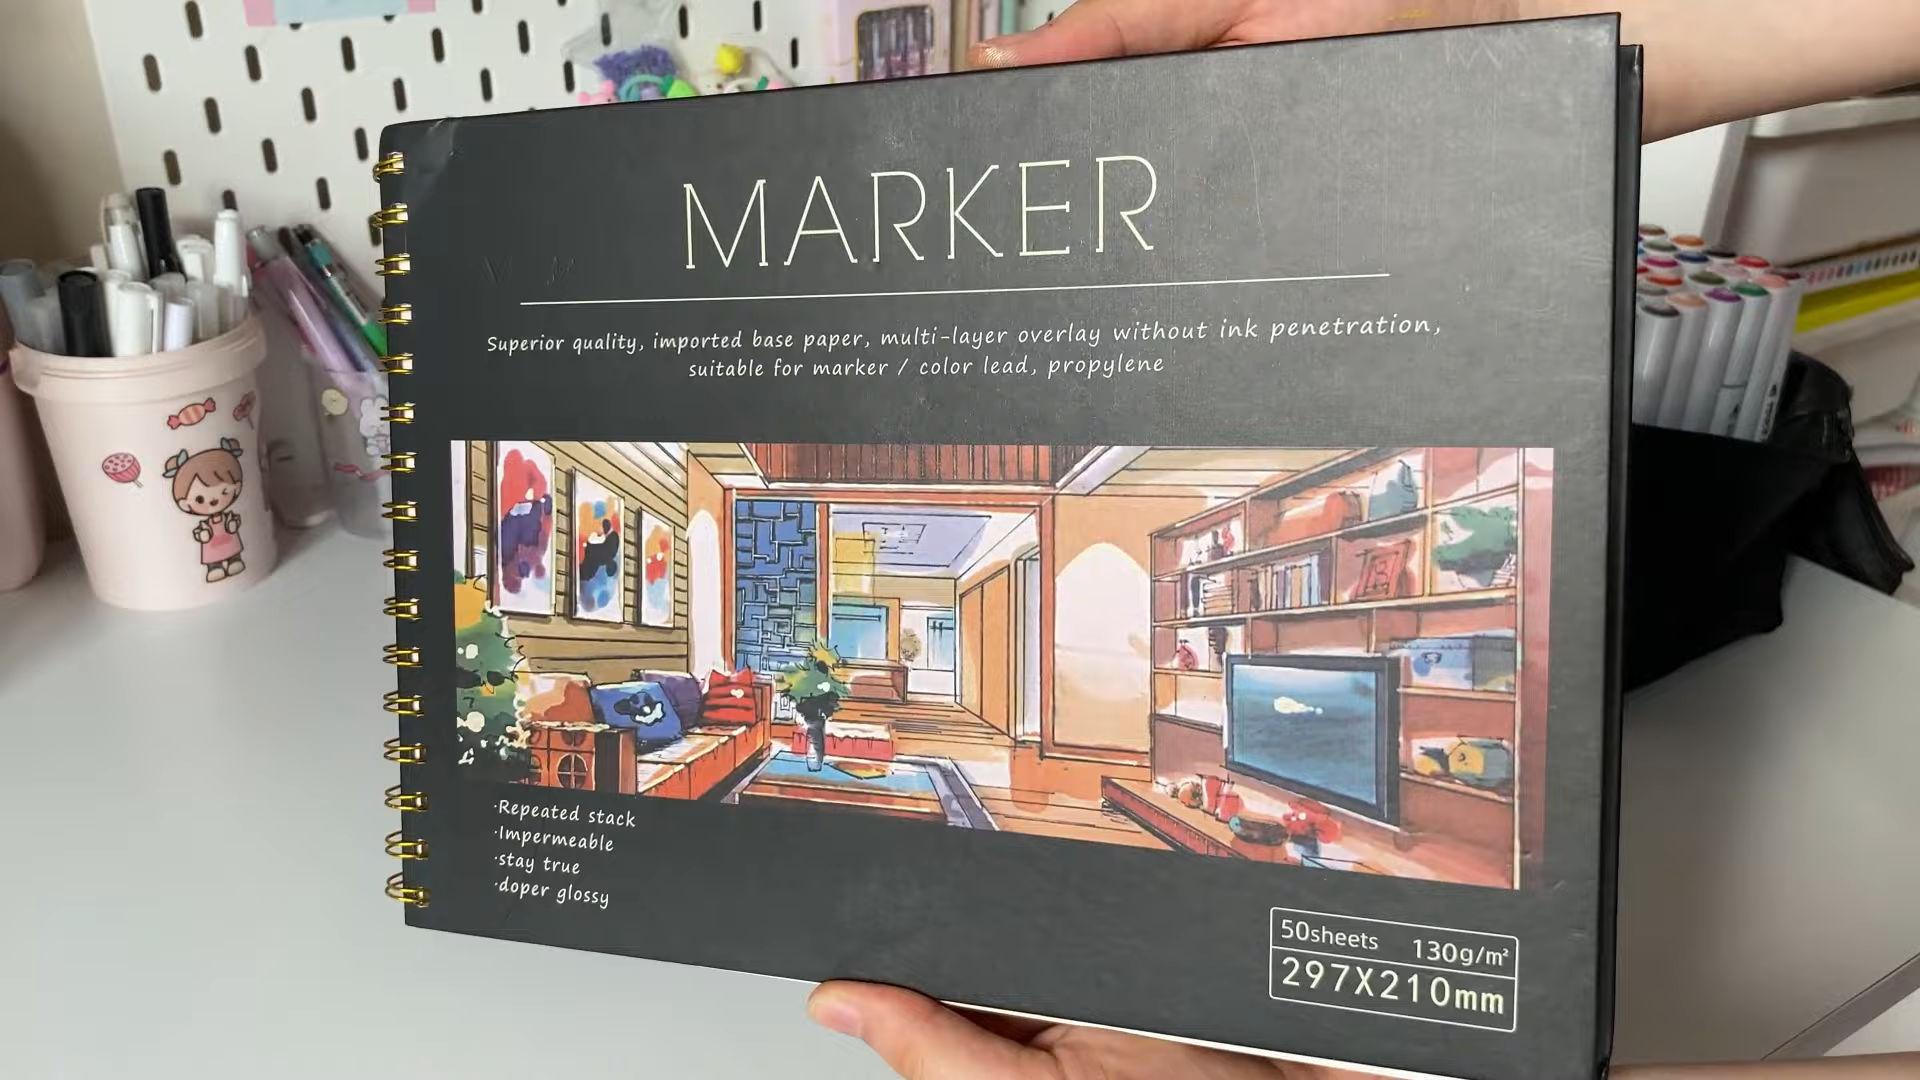 MARKER
Superior quality, imported base paper, multi-layer overlay without ink penetration,
suitable for marker / color lead, propylene
·Repeated stack
·Impermeable
·stay true
·doper glossy
50sheets 130g/m²
297X210mm